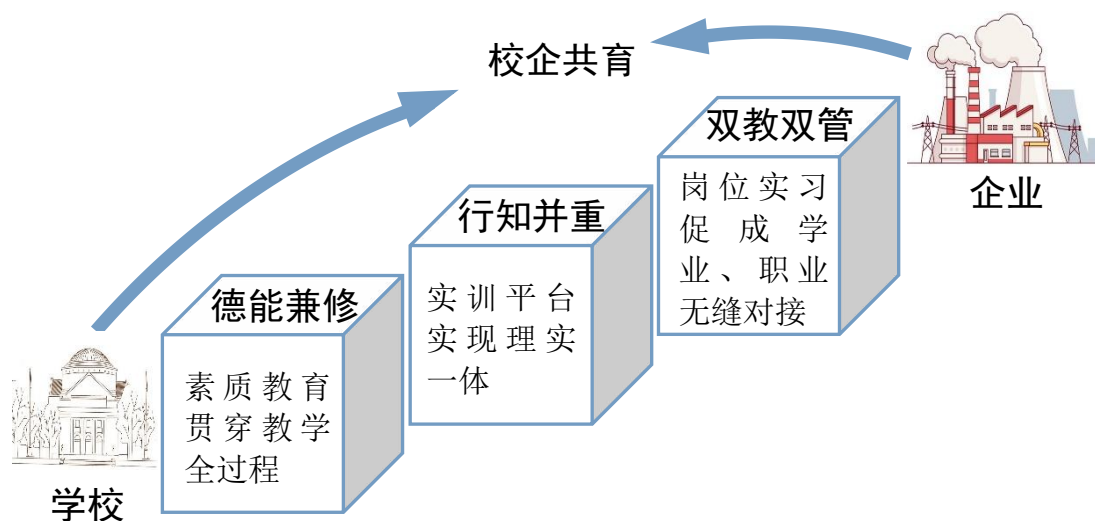 校企共育
双教双管
岗位实习
促成学
业、职业
无缝对接
企业
行知并重
实训平台
实现理实
一体
德能兼修
素质教育
贯穿教学
全过程
学校